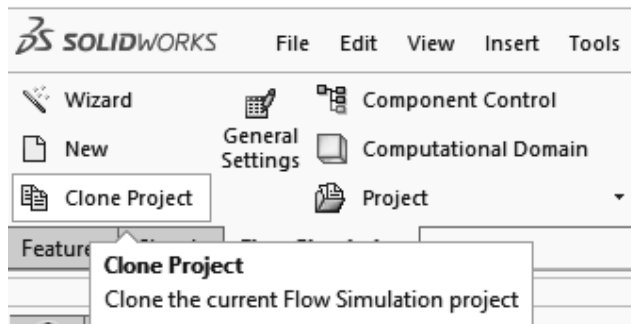 SOLIDWORKS File Edit View Insert Tools
Wizard
New
Clone Project
General
Settings
Component Control
Computational Domain
Project
Clone Project
Clone the current Flow Simulation project